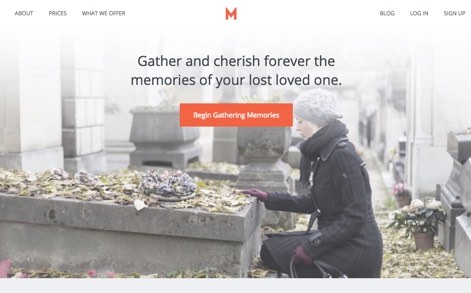 ABOUT PRICES WHAT WE OFFER M BLOG LOG IN SIGN UP
Gather and cherish forever the
memories of your lost loved one.
Begin Gathering Memories